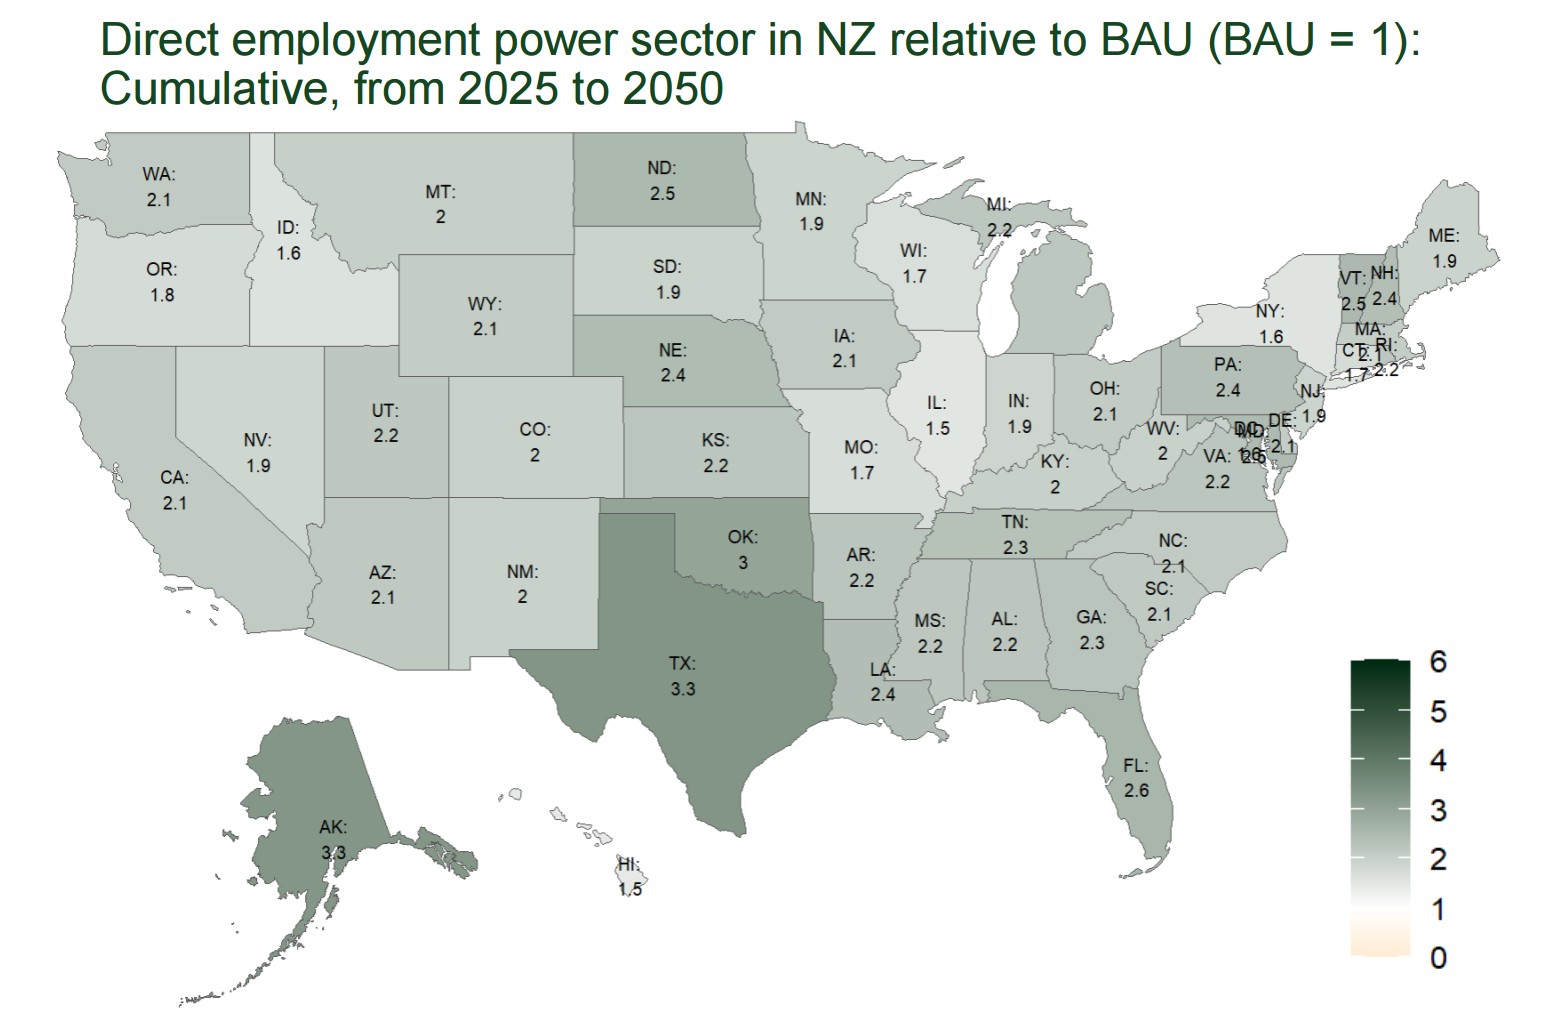 Direct employment power sector in NZ relative to BAU (BAU = 1):
Cumulative, from 2025 to 2050
WA:
2.1
MT:
2
ND:
2.5
MN:
1.9
MI:
2.2
ME:
1.9
ID:
1.6
OR:
1.8
WY:
2.1
SD:
1.9
WI:
1.7
VT:
2.5
NH:
2.4
NY:
1.6
MA:
2.1
CT:
1.7
RI:
2.2
NE:
2.4
IA:
2.1
PA:
2.4
NJ:
1.9
UT:
2.2
NV:
1.9
CO:
2
KS:
2.2
MO:
1.7
IL:
1.5
IN:
1.9
OH:
2.1
WV:
2
DC:
MD:
DE:
2.1
VA:
2.2
KY:
2
CA:
2.1
AZ:
2.1
NM:
2
OK:
3
AR:
2.2
TN:
2.3
NC:
2.1
SC:
2.1
MS:
2.2
AL:
2.2
GA:
2.3
TX:
3.3
LA:
2.4
FL:
2.6
AK:
3.3
HI:
1.5
6
5
4
3
2
1
0